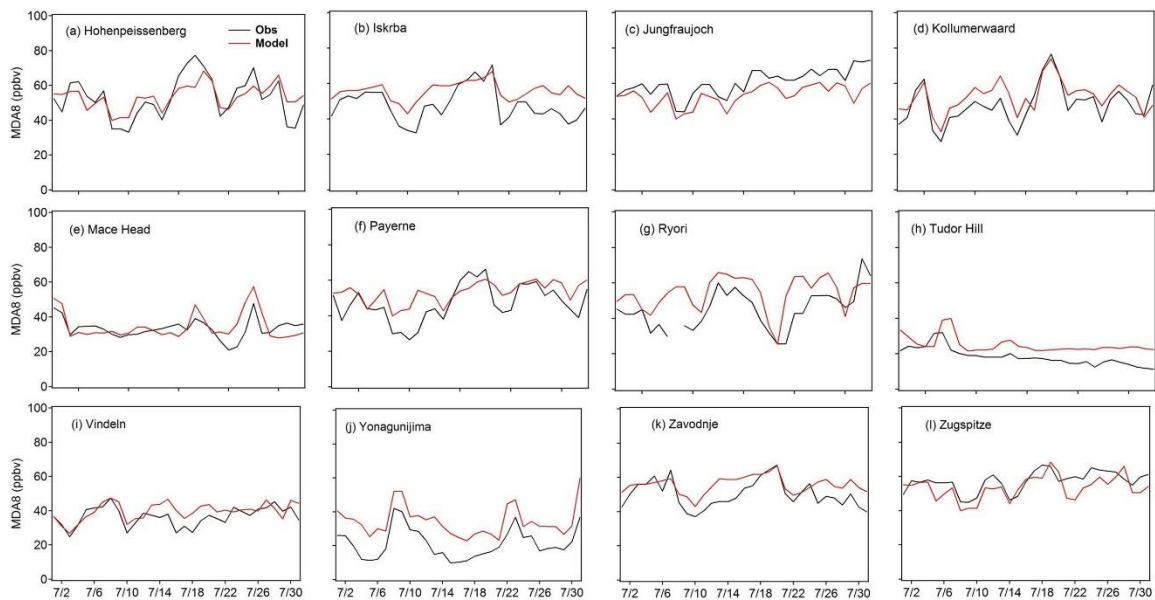 (a) Hohenpeissenberg
Obs
Model
(b) Iskrba
(c) Jungfraujoch
(d) Kollumerwaard
MDA8 (ppbv)
100
80
60
40
20
0
(e) Mace Head
(f) Payerne
(g) Ryori
(h) Tudor Hill
MDA8 (ppbv)
100
80
60
40
20
0
(i) Vindeln
(j) Yonagunijima
(k) Zavodnje
(l) Zugspitze
MDA8 (ppbv)
100
80
60
40
20
0
7/2 7/6 7/10 7/14 7/18 7/22 7/26 7/30
7/2 7/6 7/10 7/14 7/18 7/22 7/26 7/30
7/2 7/6 7/10 7/14 7/18 7/22 7/26 7/30
7/2 7/6 7/10 7/14 7/18 7/22 7/26 7/30